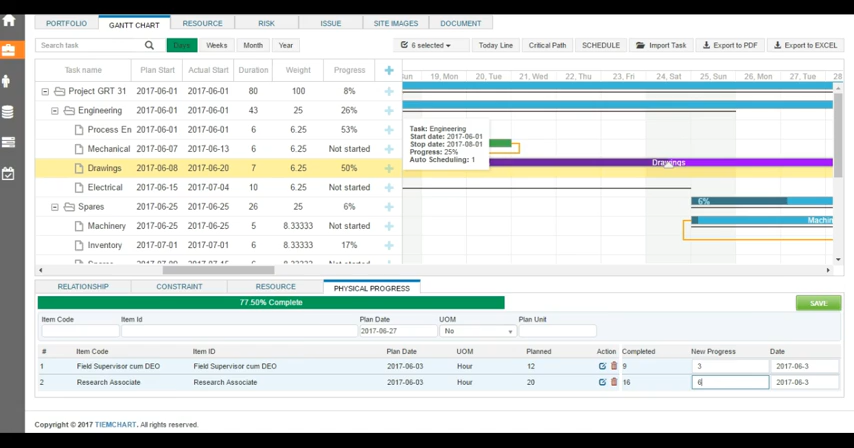 PORTFOLIO GANTT CHART RESOURCE RISK ISSUE SITE IMAGES DOCUMENT
Search task Days Weeks Month Year 6 selected Today Line Critical Path SCHEDULE Import Task Export to PDF Export to EXCEL
Task name Plan Start Actual Start Duration Weight Progress 19, Mon 20, Tue 21, Wed 22, Thu 23, Fri 24, Sat 25, Sun 26, Mon 27, Tue 28
Project GRT 31 2017-06-01 2017-06-01 80 100 8%
Engineering 2017-06-01 2017-06-01 43 25 26%
Process En 2017-06-01 2017-06-01 6 6.25 53%
Mechanical 2017-06-07 2017-06-13 6 6.25 Not started
Drawings 2017-06-08 2017-06-20 7 6.25 50% Drawings
Electrical 2017-06-15 2017-07-04 10 6.25 Not started
Spares 2017-06-25 2017-06-25 26 25 6% 6%
Machinery 2017-06-25 2017-06-25 5 8.33333 Not started Machin
Inventory 2017-07-01 2017-07-01 6 8.33333 17%
Task: Engineering
Start date: 2017-06-01
Stop date: 2017-08-01
Progress: 25%
Auto Scheduling: 1
RELATIONSHIP CONSTRAINT RESOURCE PHYSICAL PROGRESS
77.50% Complete SAVE
Item Code Item Id Plan Date UOM Plan Unit
2017-06-27 No
# Item Code Item ID Plan Date UOM Planned Action Completed New Progress Date
1 Field Supervisor cum DEO Field Supervisor cum DEO 2017-06-03 Hour 12 9 3 2017-06-3
2 Research Associate Research Associate 2017-06-03 Hour 20 16 6 2017-06-3
Copyright © 2017 TIEMCHART. All rights reserved.